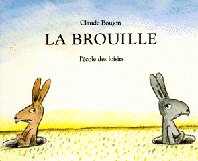 Claude Boujon
LA BROUILLE
l'école des loisirs